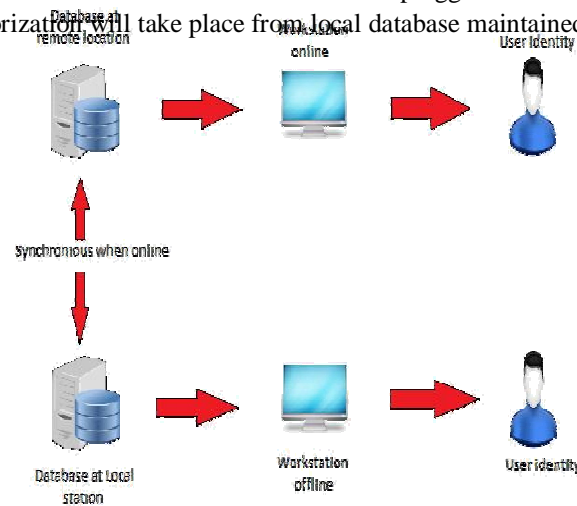 orization will take place from local database maintained
Database at
remote location
Workstation
online
User Identity
Synchronous when online
Database at Local
station
Workstation
offline
User identity